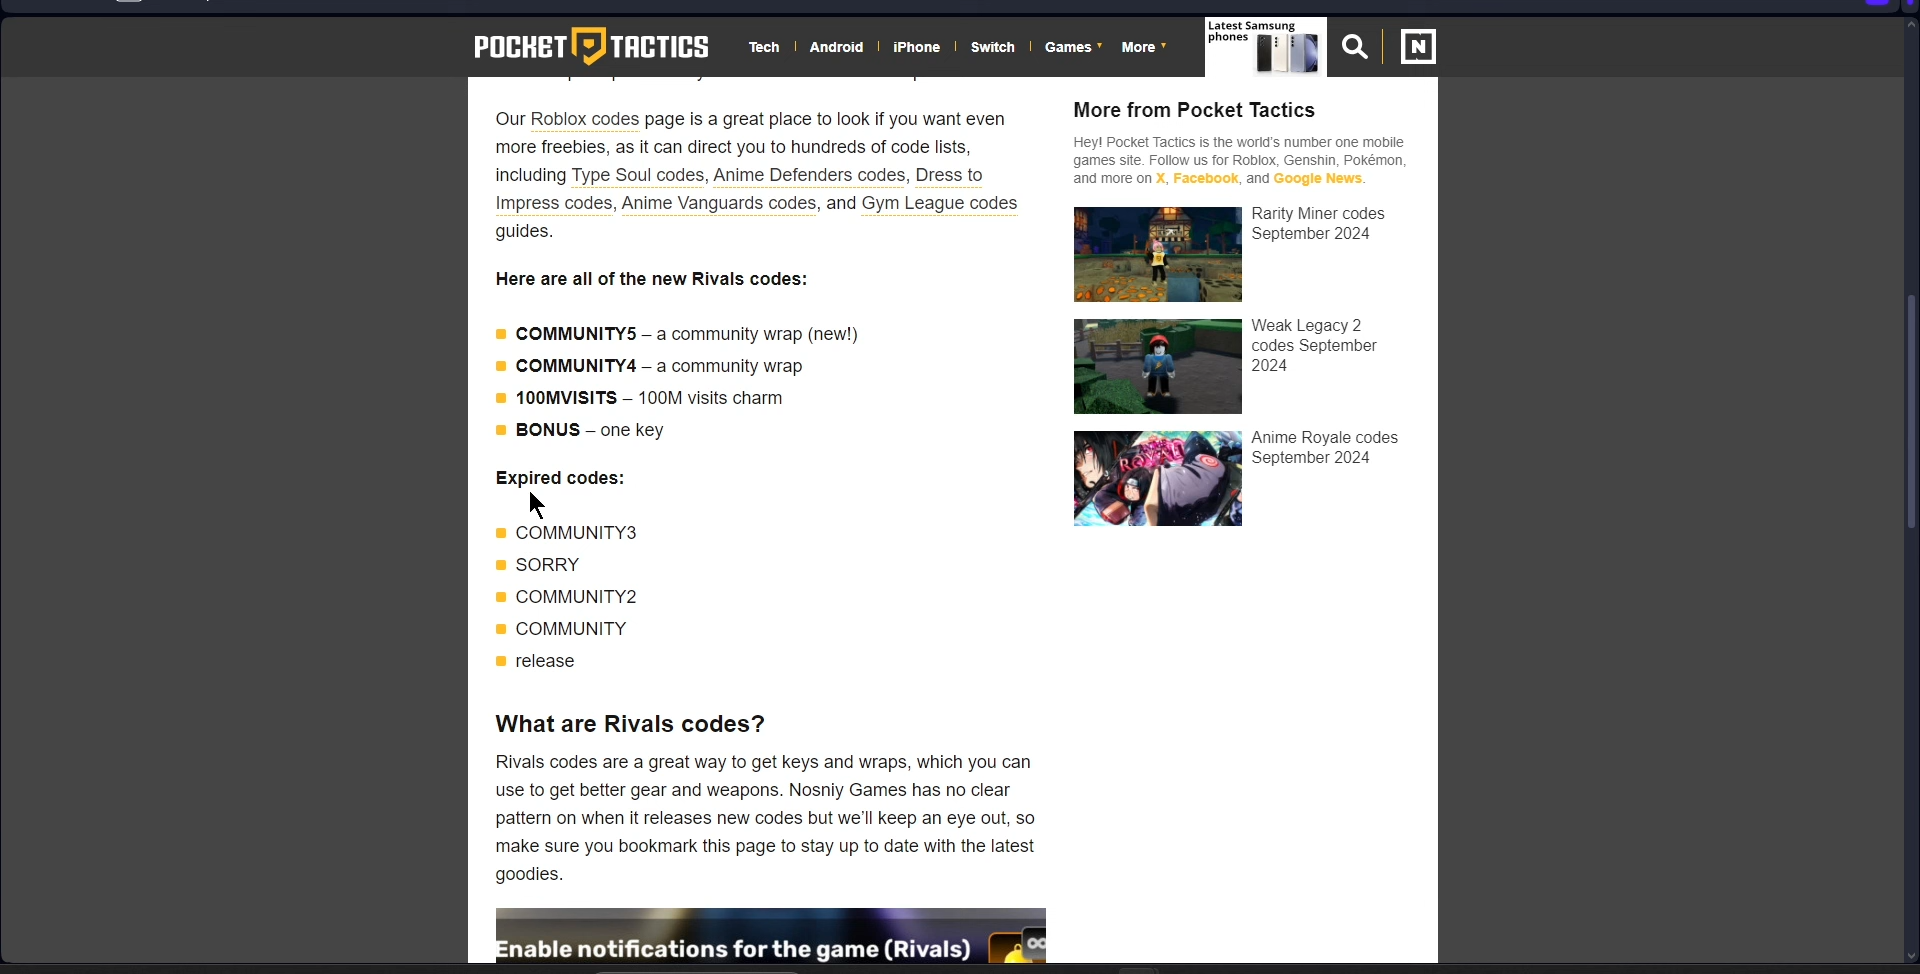 POCKET TACTICS
Tech
Android
iPhone
Switch
Games
More
Latest Samsung
phones
N
Our Roblox codes page is a great place to look if you want even
more freebies, as it can direct you to hundreds of code lists,
including Type Soul codes, Anime Defenders codes, Dress to
Impress codes, Anime Vanguards codes, and Gym League codes
guides.
Here are all of the new Rivals codes:
COMMUNITY5 – a community wrap (new!)
COMMUNITY4 – a community wrap
100MVISITS – 100M visits charm
BONUS – one key
Expired codes:
COMMUNITY3
SORRY
COMMUNITY2
COMMUNITY
release
What are Rivals codes?
Rivals codes are a great way to get keys and wraps, which you can
use to get better gear and weapons. Nosniy Games has no clear
pattern on when it releases new codes but we’ll keep an eye out, so
make sure you bookmark this page to stay up to date with the latest
goodies.
Enable notifications for the game (Rivals)
More from Pocket Tactics
Hey! Pocket Tactics is the world’s number one mobile
games site. Follow us for Roblox, Genshin, Pokémon,
and more on X, Facebook, and Google News.
Rarity Miner codes
September 2024
Weak Legacy 2
codes September
2024
ROYAL
Anime Royale codes
September 2024